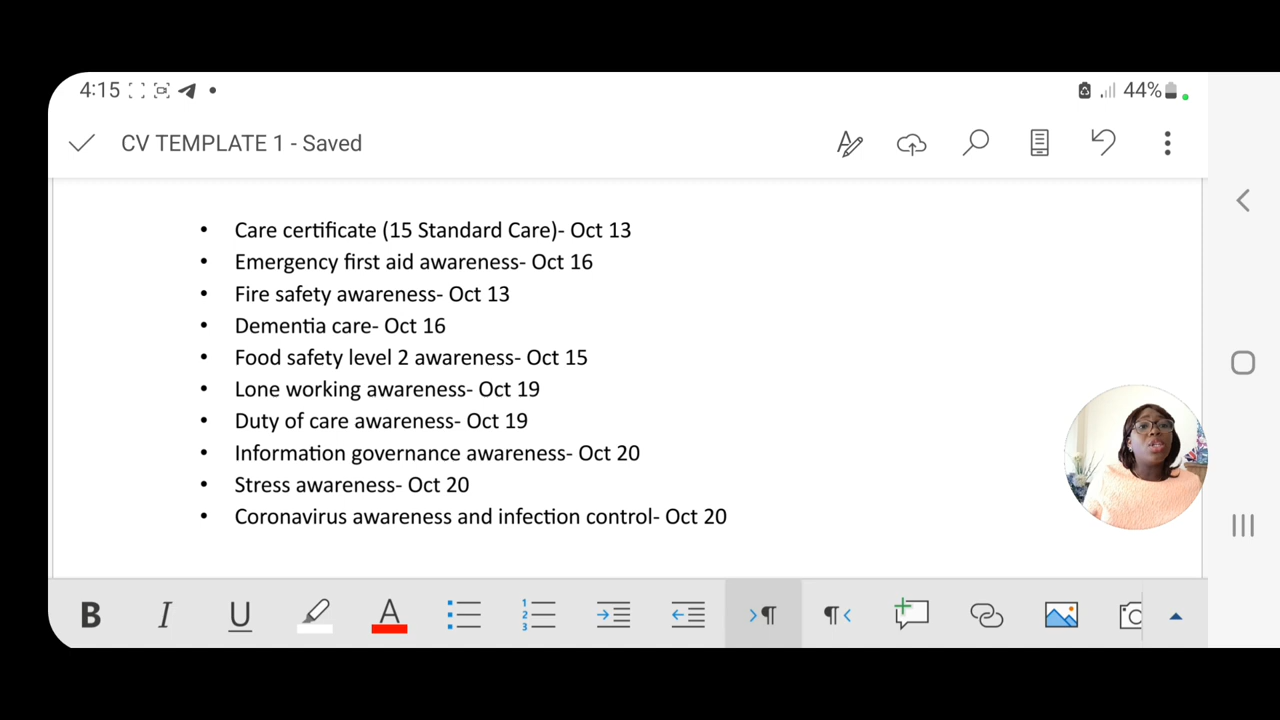 4:15
44%
CV TEMPLATE 1 - Saved
• Care certificate (15 Standard Care)- Oct 13
• Emergency first aid awareness- Oct 16
• Fire safety awareness- Oct 13
• Dementia care- Oct 16
• Food safety level 2 awareness- Oct 15
• Lone working awareness- Oct 19
• Duty of care awareness- Oct 19
• Information governance awareness- Oct 20
• Stress awareness- Oct 20
• Coronavirus awareness and infection control- Oct 20
B I U A